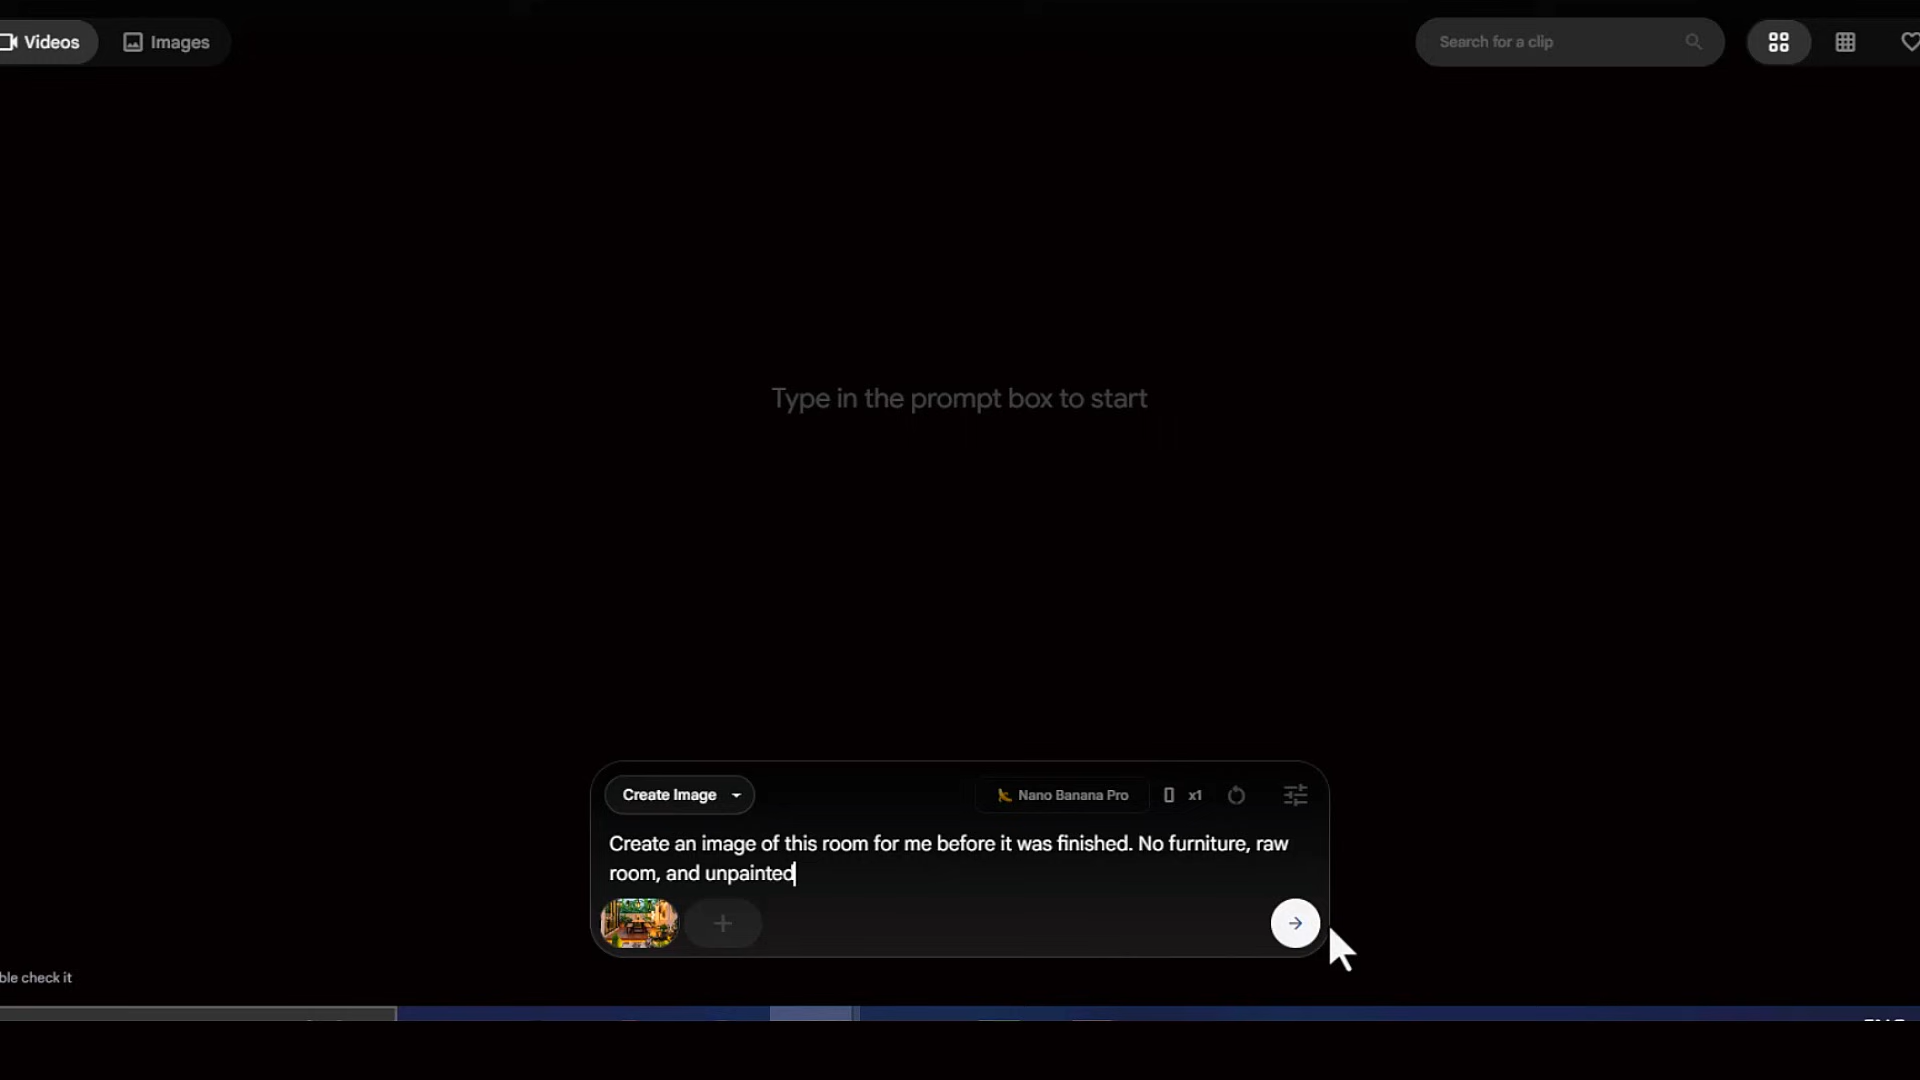 Videos
Images
Search for a clip
Type in the prompt box to start
Create Image
Nano Banana Pro
x1
Create an image of this room for me before it was finished. No furniture, raw
room, and unpainted
ble check it